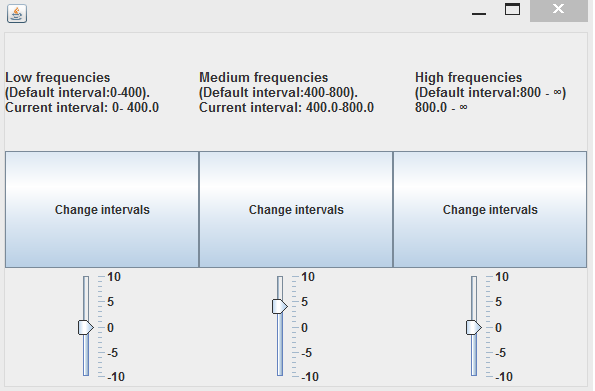 Low frequencies
(Default interval:0-400).
Current interval: 0- 400.0
Medium frequencies
(Default interval:400-800).
Current interval: 400.0-800.0
High frequencies
(Default interval:800 - ∞)
800.0 - ∞
Change intervals
Change intervals
Change intervals
10
5
0
-5
-10
10
5
0
-5
-10
10
5
0
-5
-10